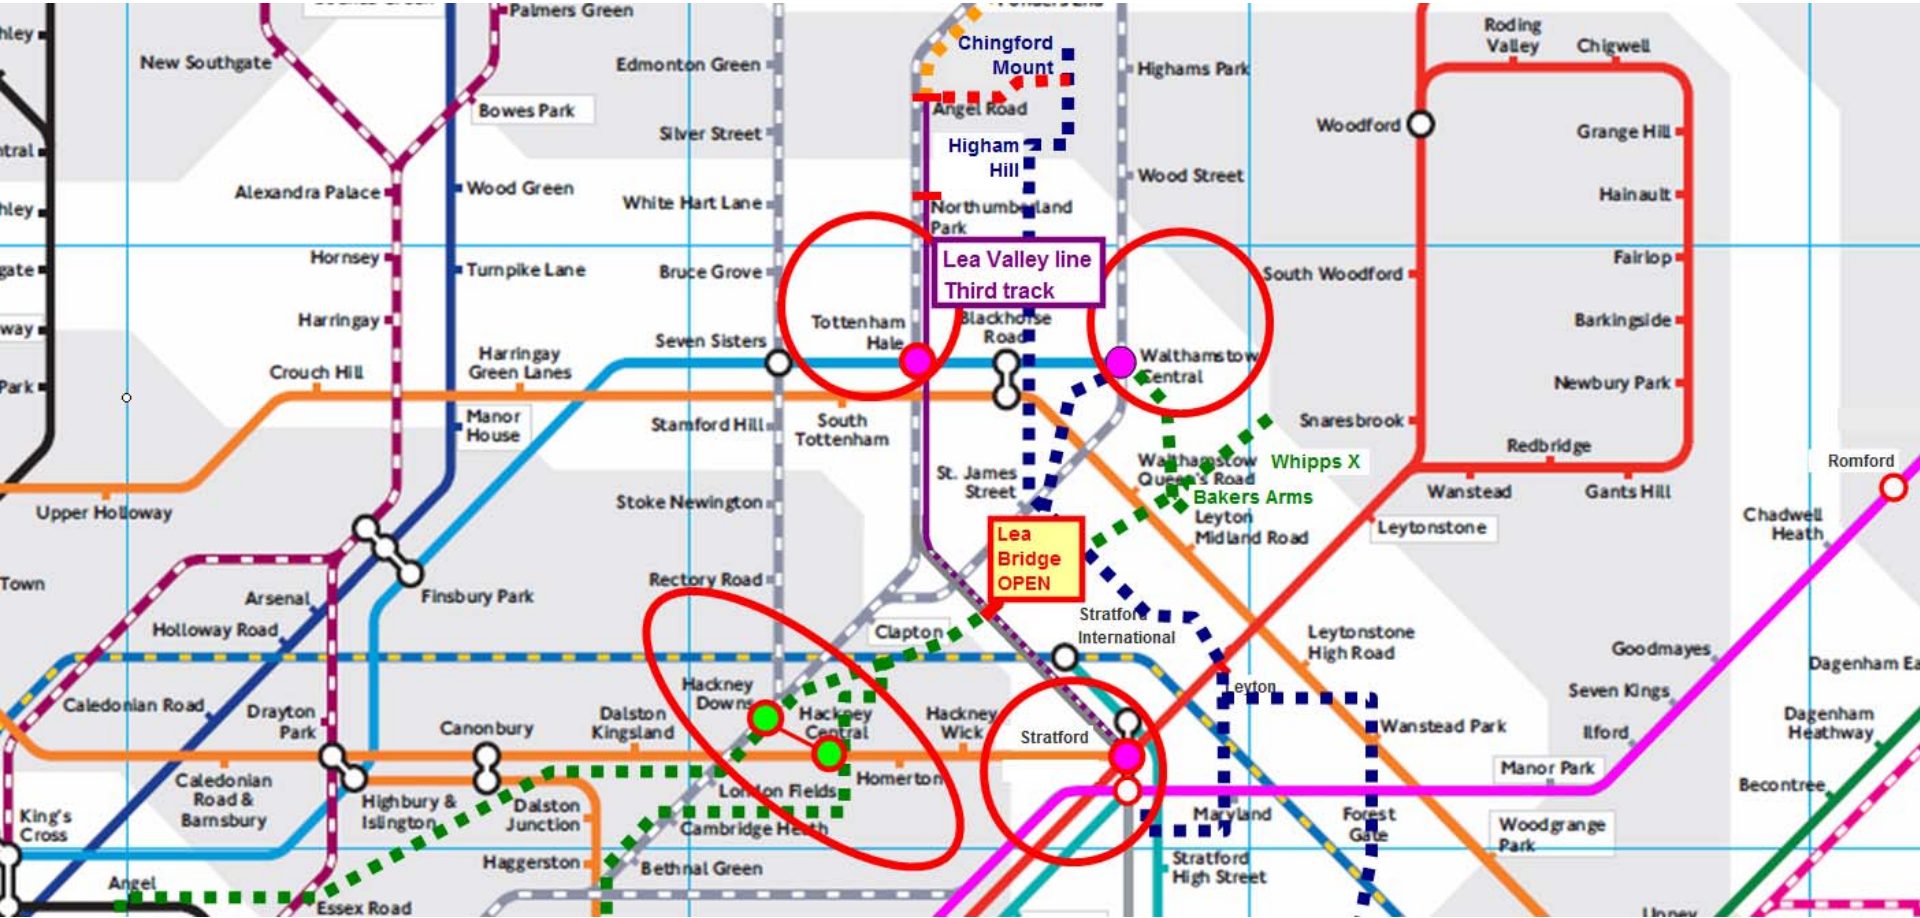 Palmers Green
New Southgate
Bowes Park
Alexandra Palace
Wood Green
Hornsey
Turnpike Lane
Harringay
Crouch Hill
Harringay
Green Lanes
Manor
House
Upper Holloway
Finsbury Park
Arsenal
Holloway Road
Caledonian Road
Drayton
Park
Canonbury
Caledonian
Road &
Barnsbury
Highbury &
Islington
King's
Cross
Angel
Essex Road
Town
Park
way
gate
hley
ntral
hley
Edmonton Green
Silver Street
White Hart Lane
Bruce Grove
Seven Sisters
Stamford Hill
Stoke Newington
Rectory Road
Hackney
Downs
Dalston
Kingsland
Dalston
Junction
Haggerston
Hackney
Central
London Fields
Cambridge Heath
Bethnal Green
Homerton
Hackney
Wick
Clapton
South
Tottenham
Tottenham
Hale
Chingford
Mount
Angel Road
Higham
Hill
Northumberland
Park
Lea Valley line
Third track
Blackhorse
Road
St. James
Street
Lea
Bridge
OPEN
Highams Park
Wood Street
Walthamstow
Central
Walthamstow
Queen's Road
Whipps X
Bakers Arms
Leyton
Midland Road
Stratford
International
Stratford
Leyton
Leytonstone
High Road
Wanstead Park
Maryland
Forest
Gate
Manor Park
Woodgrange
Park
Stratford
High Street
Roding
Valley
Chigwell
Woodford
Grange Hill
Hainault
South Woodford
Fairlop
Barkingside
Newbury Park
Snaresbrook
Redbridge
Wanstead
Gants Hill
Leytonstone
Romford
Chadwell
Heath
Goodmayes
Seven Kings
Ilford
Dagenham Ea
Dagenham
Heathway
Becontree